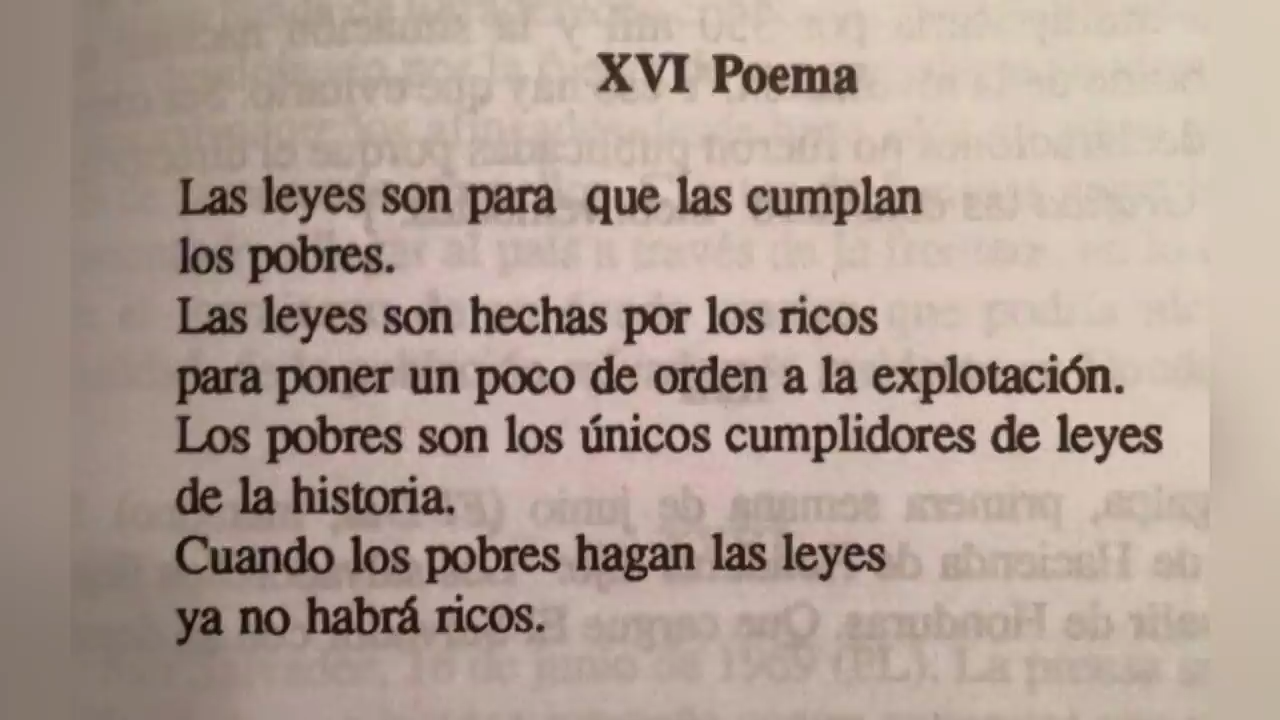 XVI Poema
Las leyes son para que las cumplan
los pobres.
Las leyes son hechas por los ricos
para poner un poco de orden a la explotación.
Los pobres son los únicos cumplidores de leyes
de la historia.
Cuando los pobres hagan las leyes
ya no habrá ricos.